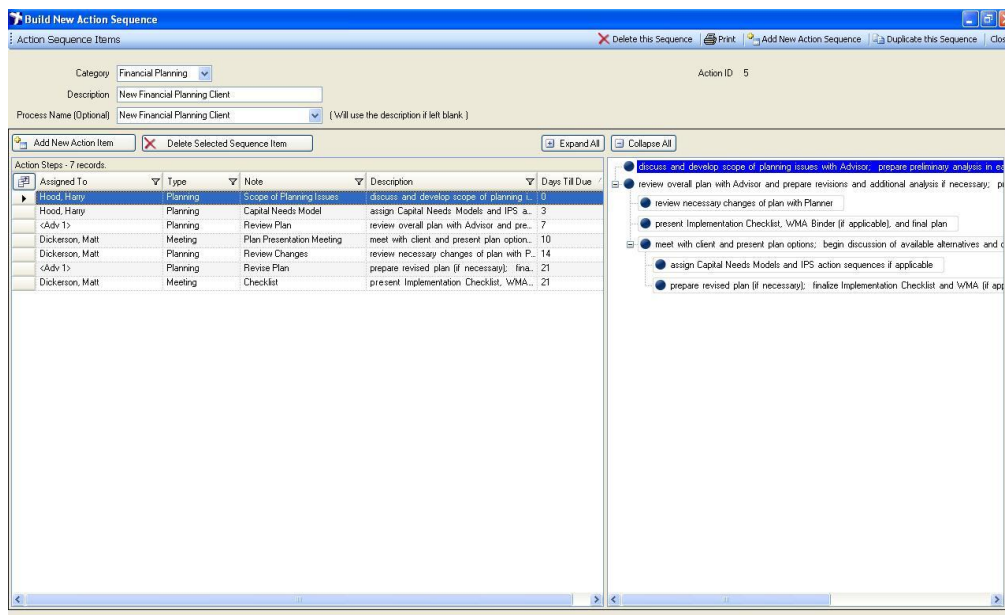 Build New Action Sequence
Action Sequence Items
Delete this Sequence Print Add New Action Sequence Duplicate this Sequence Clos
Category Financial Planning Action ID 5
Description New Financial Planning Client
Process Name (Optional) New Financial Planning Client (Will use the description if left blank)
Add New Action Item Delete Selected Sequence Item Expand All Collapse All
Action Steps - 7 records.
Assigned To Type Note Description Days Till Due
Hood, Harry Planning Scope of Planning Issues discuss and develop scope of planning i... 0
Hood, Harry Planning Capital Needs Model assign Capital Needs Models and IPS a... 3
<Adv 1> Planning Review Plan review overall plan with Advisor and pre... 7
Dickerson, Matt Meeting Plan Presentation Meeting meet with client and present plan option... 10
Dickerson, Matt Planning Review Changes review necessary changes of plan with P... 14
<Adv 1> Planning Revise Plan prepare revised plan (if necessary); fina... 21
Dickerson, Matt Meeting Checklist present Implementation Checklist, WMA... 21
discuss and develop scope of planning issues with Advisor; prepare preliminary analysis in ea
review overall plan with Advisor and prepare revisions and additional analysis if necessary;
review necessary changes of plan with Planner
present Implementation Checklist, WMA Binder (if applicable), and final plan
meet with client and present plan options; begin discussion of available alternatives and
assign Capital Needs Models and IPS action sequences if applicable
prepare revised plan (if necessary); finalize Implementation Checklist and WMA (if app